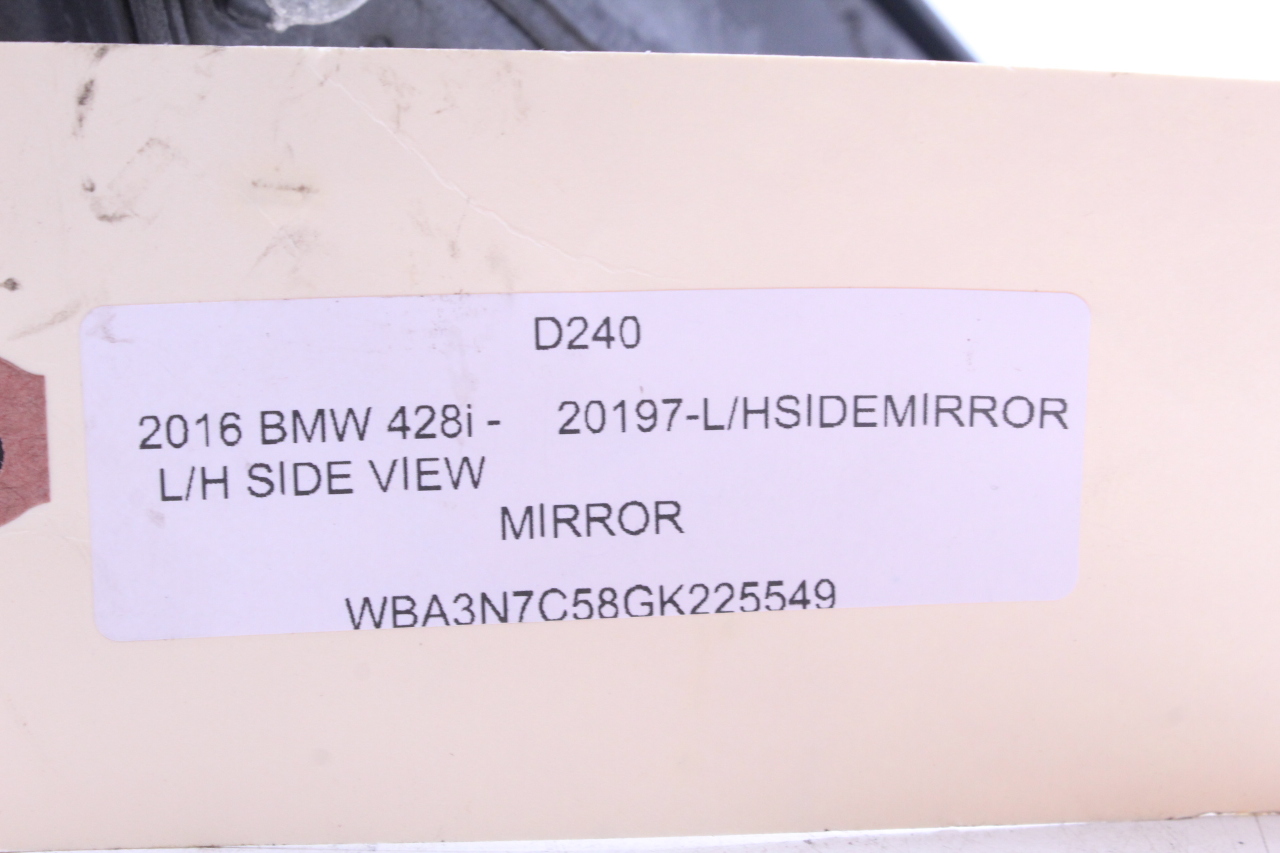 D240
2016 BMW 428i - 20197-L/HSIDEMIRROR
L/H SIDE VIEW
MIRROR
WBA3N7C58GK225549